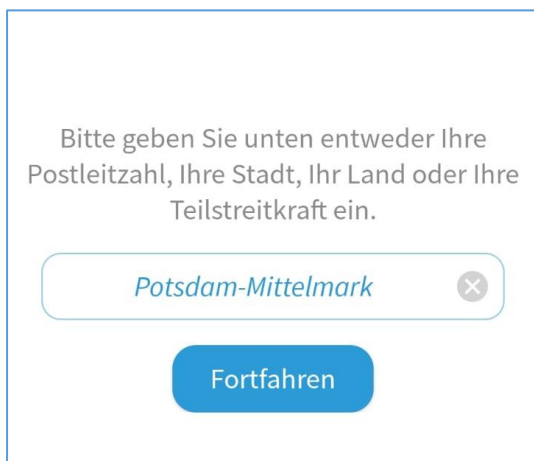 Bitte geben Sie unten entweder Ihre
Postleitzahl, Ihre Stadt, Ihr Land oder Ihre
Teilstreitkraft ein.
Potsdam-Mittelmark
Fortfahren